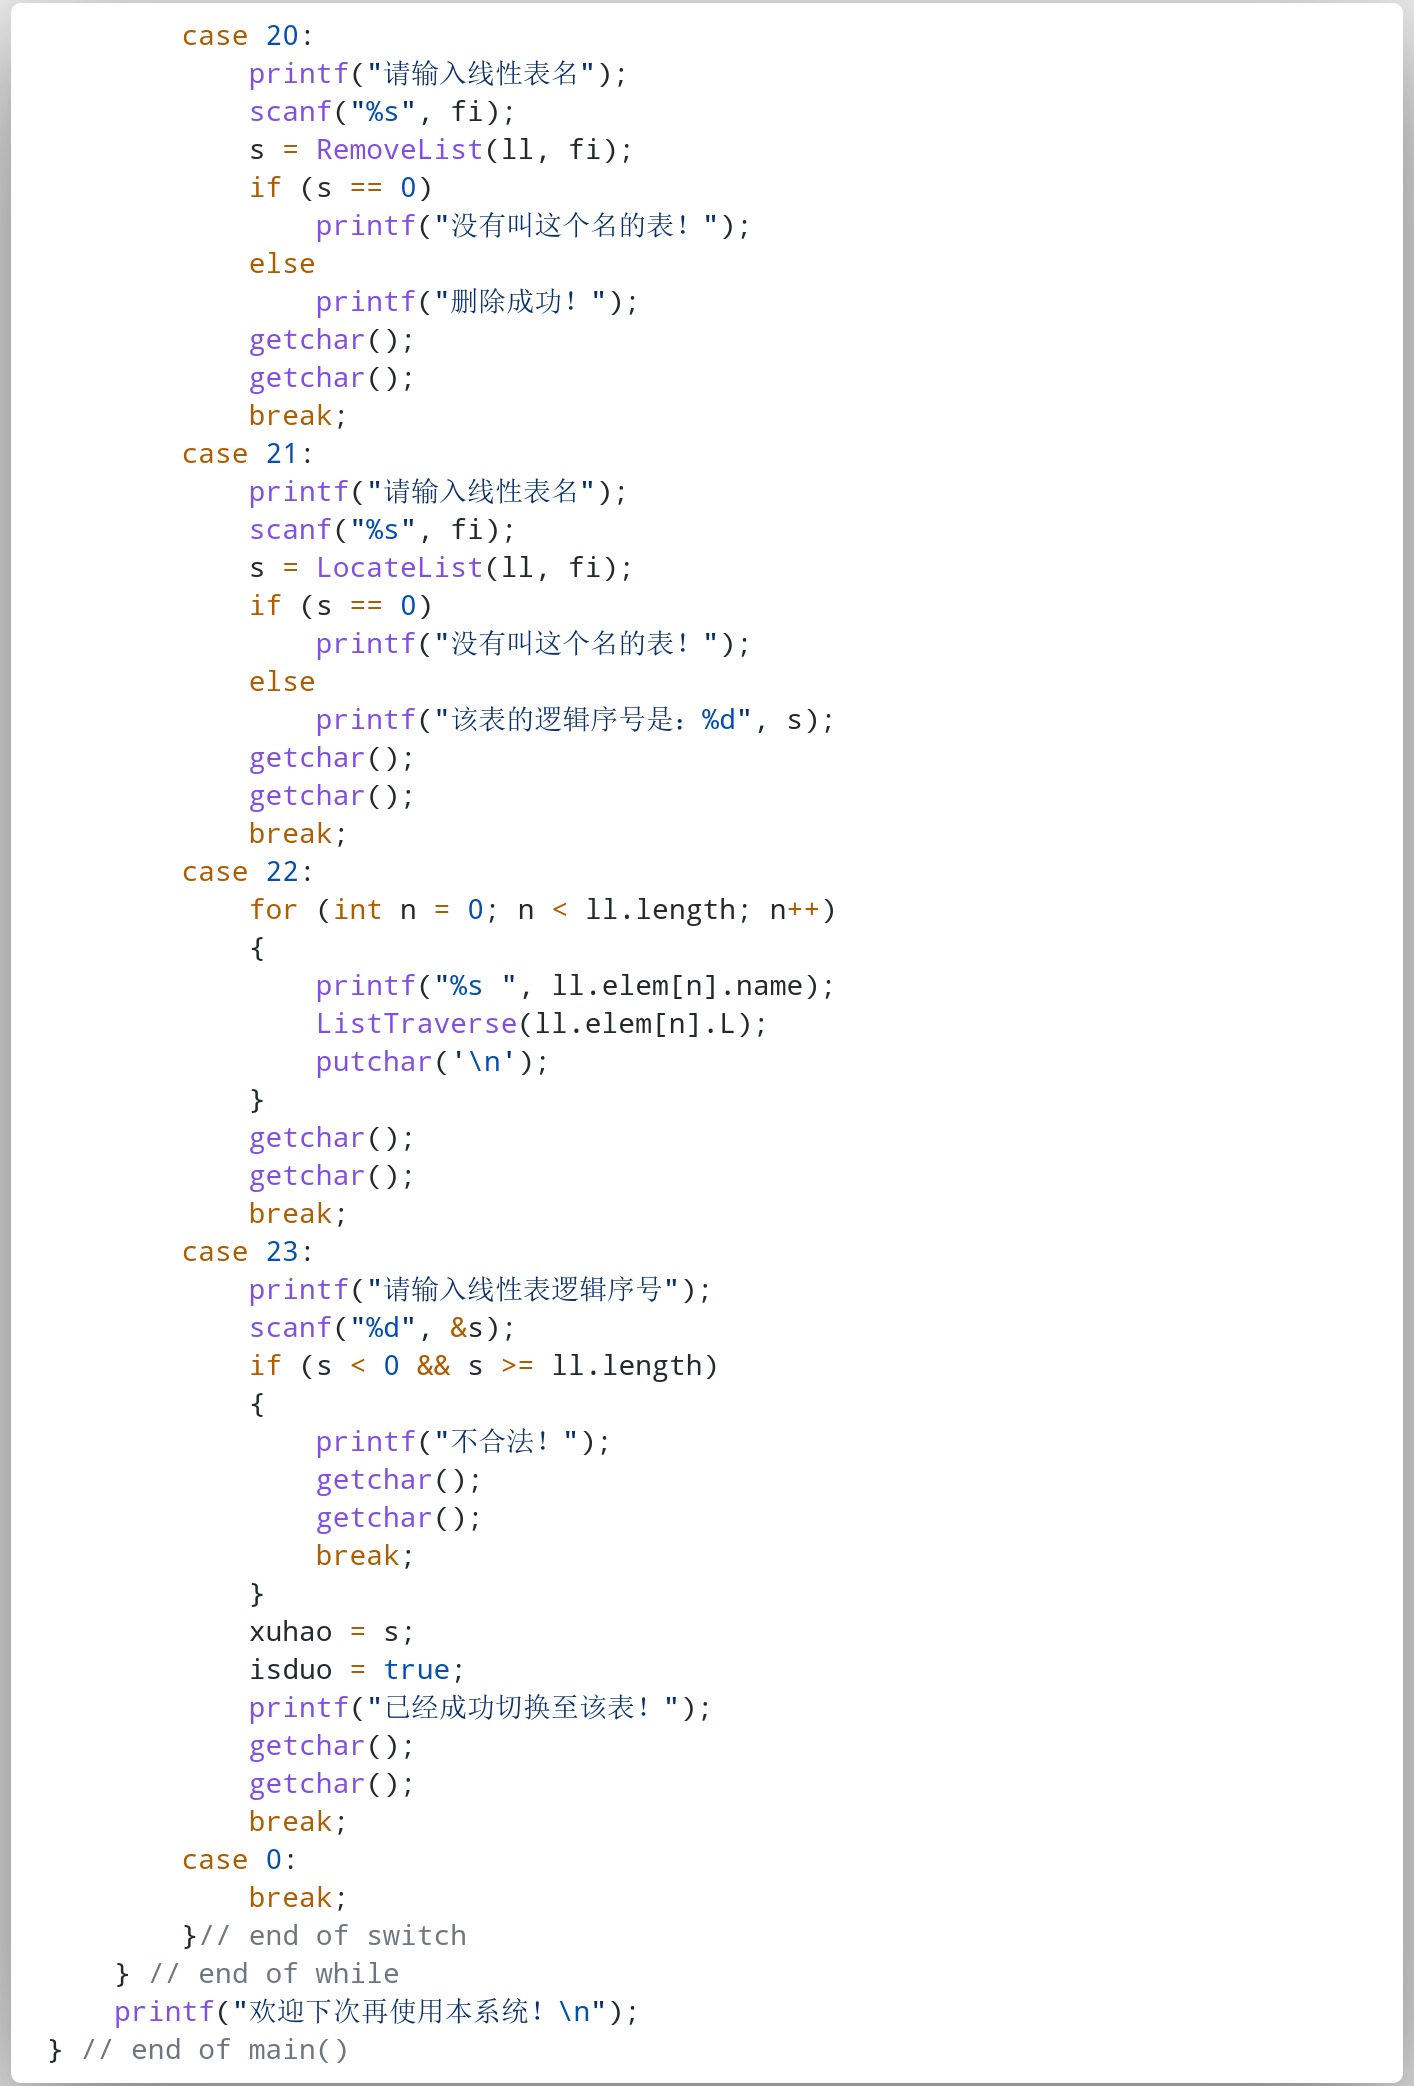 case 20:
printf("请输入线性表名");
scanf("%s", fi);
s = RemoveList(ll, fi);
if (s == 0)
printf("没有叫这个名的表！");
else
printf("删除成功！");
getchar();
getchar();
break;
case 21:
printf("请输入线性表名");
scanf("%s", fi);
s = LocateList(ll, fi);
if (s == 0)
printf("没有叫这个名的表！");
else
printf("该表的逻辑序号是：%d", s);
getchar();
getchar();
break;
case 22:
for (int n = 0; n < ll.length; n++)
{
printf("%s ", ll.elem[n].name);
ListTraverse(ll.elem[n].L);
putchar('\n');
}
getchar();
getchar();
break;
case 23:
printf("请输入线性表逻辑序号");
scanf("%d", &s);
if (s < 0 && s >= ll.length)
{
printf("不合法！");
getchar();
getchar();
break;
}
xuhao = s;
isduo = true;
printf("已经成功切换至该表！");
getchar();
getchar();
break;
case 0:
break;
}// end of switch
} // end of while
printf("欢迎下次再使用本系统！\n");
} // end of main()